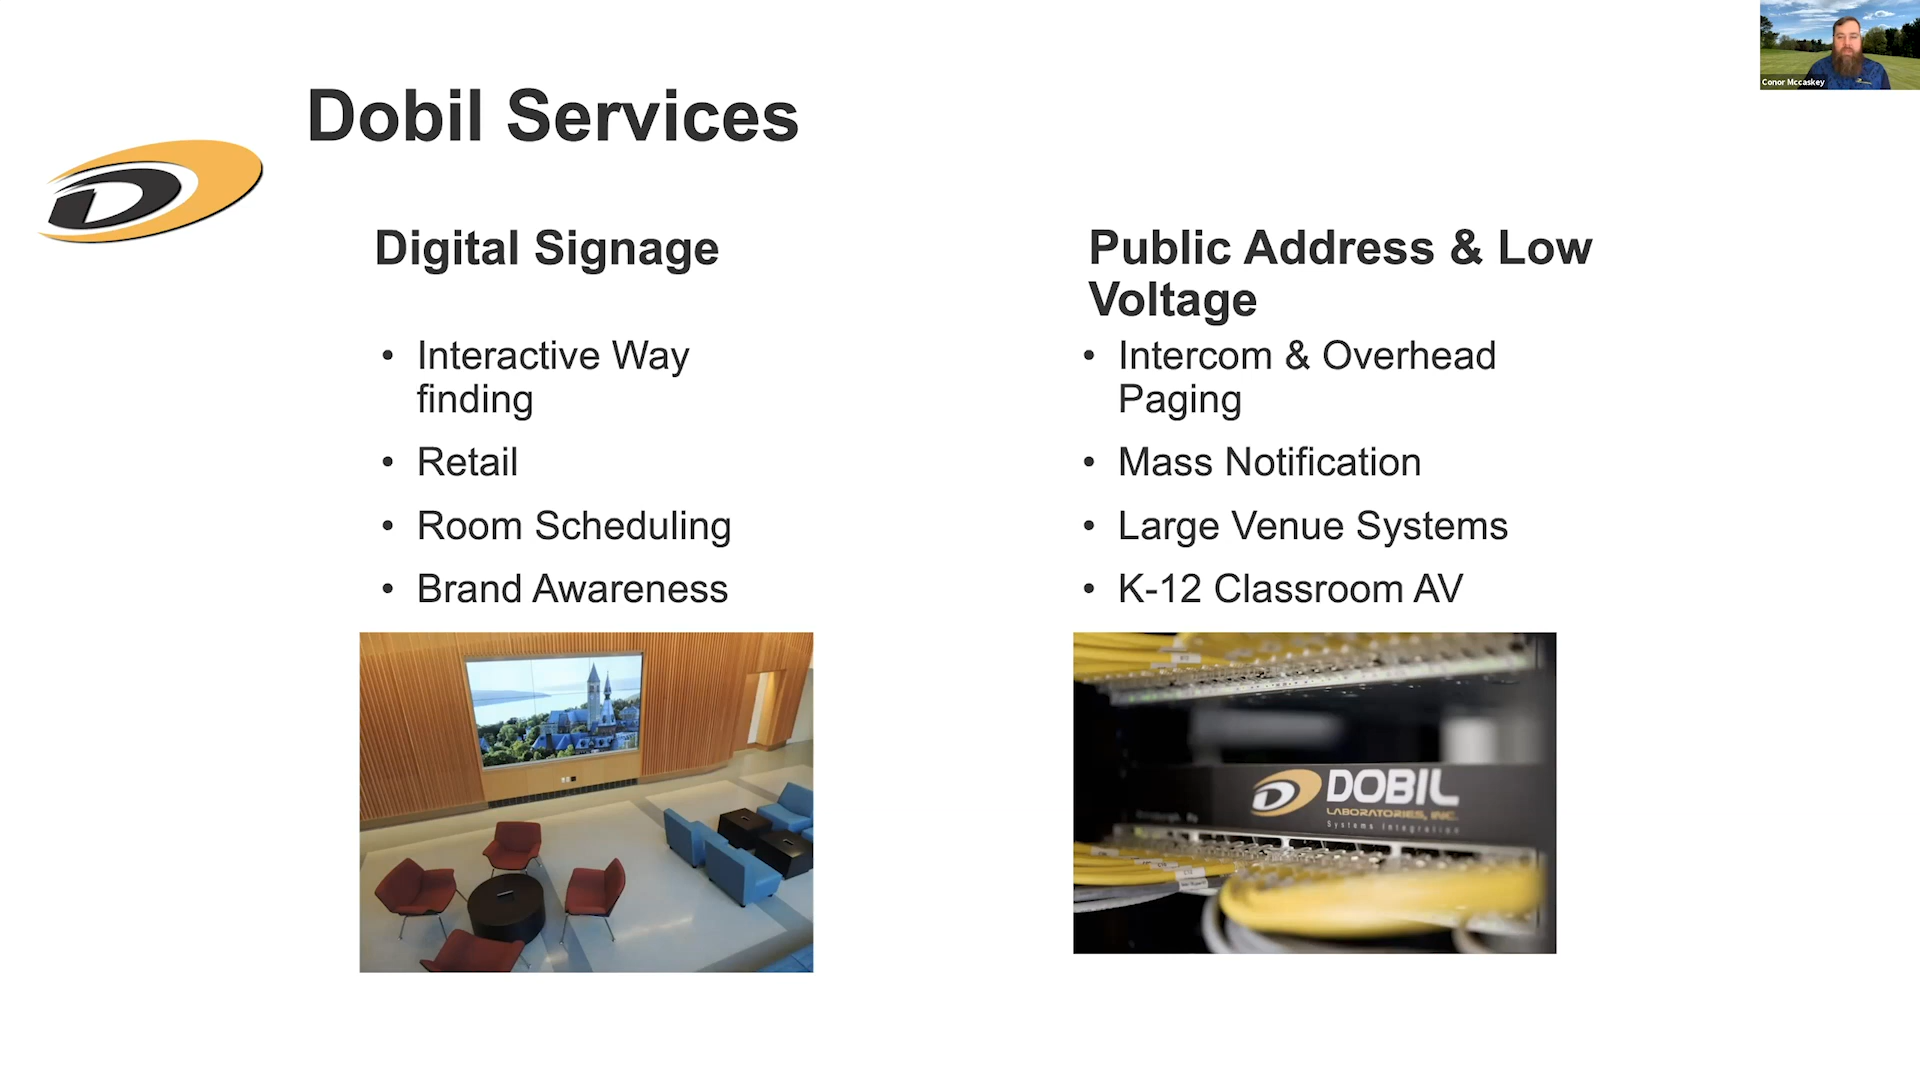 Conor Mccaskey
Dobil Services
Digital Signage
• Interactive Way
finding
• Retail
• Room Scheduling
• Brand Awareness
Public Address & Low
Voltage
• Intercom & Overhead
Paging
• Mass Notification
• Large Venue Systems
• K-12 Classroom AV
DOBIL
LABORATORIES, INC.
Systems Integration